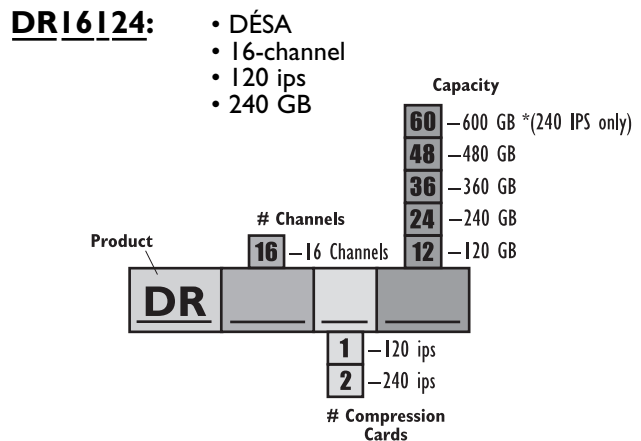 DR16124:
• DÉSA
• 16-channel
• 120 ips
• 240 GB
Capacity
60 –600 GB *(240 IPS only)
48 –480 GB
36 –360 GB
24 –240 GB
12 –120 GB
# Channels
16 –16 Channels
Product
DR
1 –120 ips
2 –240 ips
# Compression
Cards